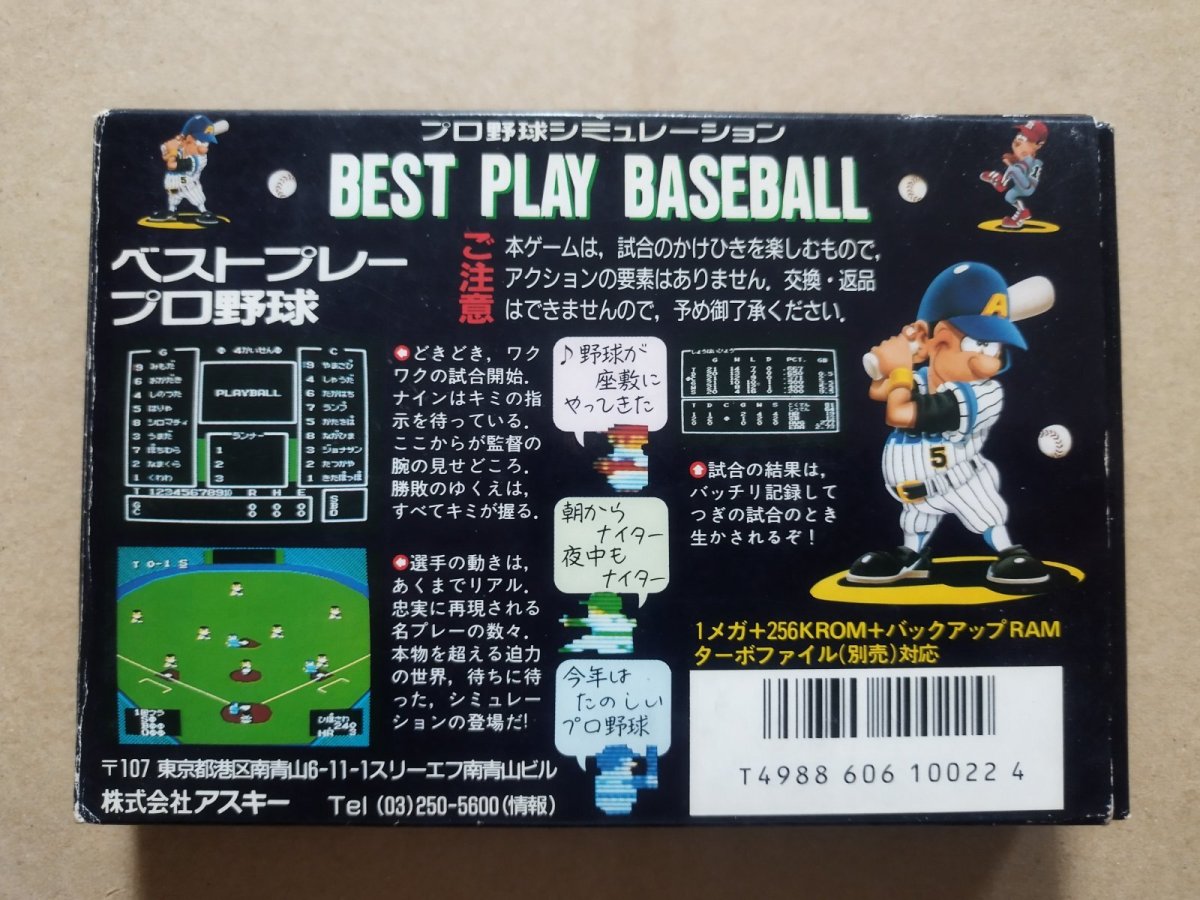 プロ野球シミュレーション
BEST PLAY BASEBALL
ベストプレー
プロ野球
ご注意
本ゲームは，試合のかけひきを楽しむもので，
アクションの要素はありません．交換・返品
はできませんので，予め御了承ください．
G
4かいせん
C
PLAYBALL
ランナー
1
2
3
R H E
どきどき，ワク
ワクの試合開始．
ナインはキミの指
示を待っている．
ここからが監督の
腕の見せどころ．
勝敗のゆくえは，
すべてキミが握る．
♪野球が
座敷に
やってきた
試合の結果は，
バッチリ記録して
つぎの試合のとき
生かされるぞ！
T 0-1 S
選手の動きは，
あくまでリアル．
忠実に再現される
名プレーの数々．
本物を超える迫力
の世界，待ちに待
った，シミュレー
ションの登場だ！
朝から
ナイター
夜中も
ナイター
今年は
たのしい
プロ野球
A
5
1メガ＋256KROM＋バックアップRAM
ターボファイル(別売)対応
T4988 606 10022 4
〒107 東京都港区南青山6-11-1スリーエフ南青山ビル
株式会社アスキー Tel (03)250-5600(情報)